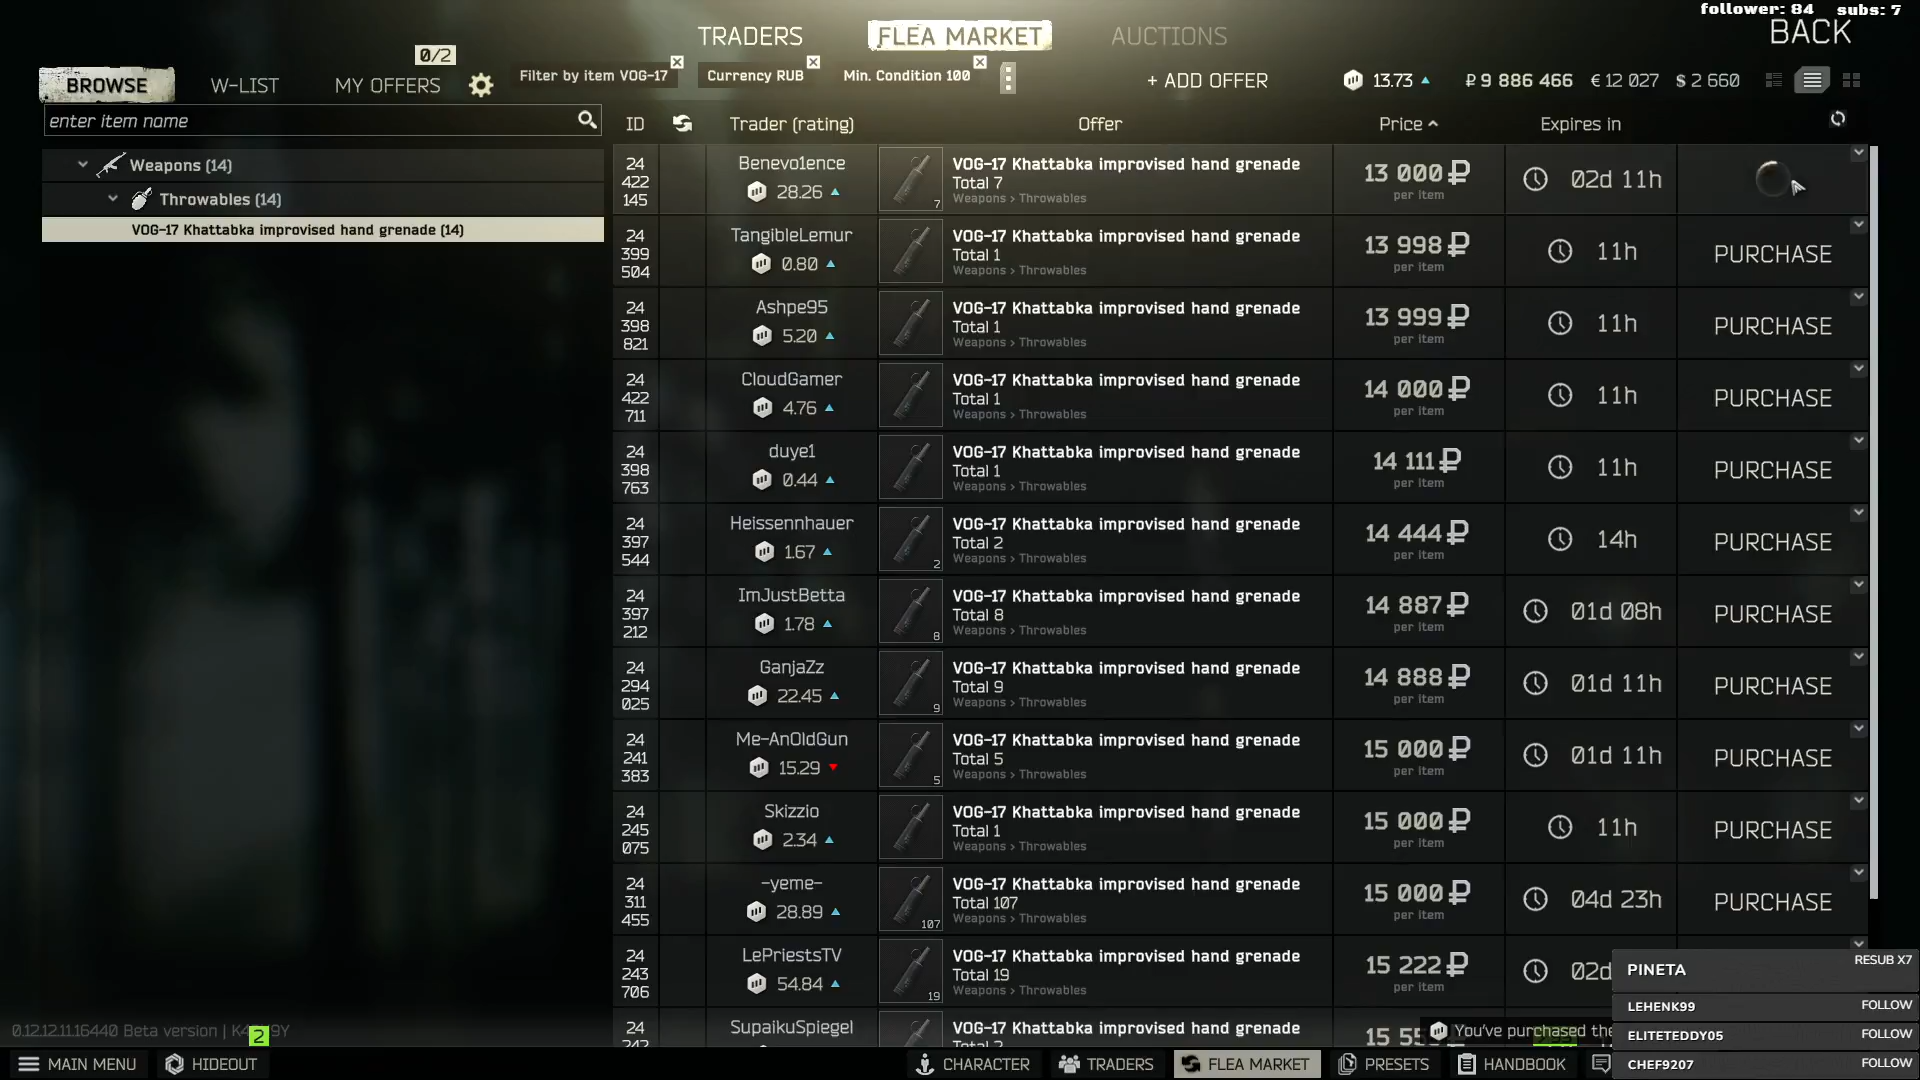 follower: 84 subs: 7
TRADERS FLEA MARKET AUCTIONS BACK
0/2
BROWSE W-LIST MY OFFERS Filter by item VOG-17 Currency RUB Min. Condition 100 + ADD OFFER 13.73 ₽ 9 886 466 € 12 027 $ 2 660
enter item name
ID Trader (rating) Offer Price Expires in
Weapons (14)
Throwables (14)
VOG-17 Khattabka improvised hand grenade (14)
24 422 145 Benevo1ence 28.26 7 VOG-17 Khattabka improvised hand grenade Total 7 Weapons > Throwables 13 000 ₽ per item 02d 11h
24 399 504 TangibleLemur 0.80 VOG-17 Khattabka improvised hand grenade Total 1 Weapons > Throwables 13 998 ₽ per item 11h PURCHASE
24 398 821 Ashpe95 5.20 VOG-17 Khattabka improvised hand grenade Total 1 Weapons > Throwables 13 999 ₽ per item 11h PURCHASE
24 422 711 CloudGamer 4.76 VOG-17 Khattabka improvised hand grenade Total 1 Weapons > Throwables 14 000 ₽ per item 11h PURCHASE
24 398 763 duye1 0.44 VOG-17 Khattabka improvised hand grenade Total 1 Weapons > Throwables 14 111 ₽ per item 11h PURCHASE
24 397 544 Heissennhauer 1.67 2 VOG-17 Khattabka improvised hand grenade Total 2 Weapons > Throwables 14 444 ₽ per item 14h PURCHASE
24 397 212 ImJustBetta 1.78 8 VOG-17 Khattabka improvised hand grenade Total 8 Weapons > Throwables 14 887 ₽ per item 01d 08h PURCHASE
24 294 025 GanjaZz 22.45 9 VOG-17 Khattabka improvised hand grenade Total 9 Weapons > Throwables 14 888 ₽ per item 01d 11h PURCHASE
24 241 383 Me-AnOldGun 15.29 5 VOG-17 Khattabka improvised hand grenade Total 5 Weapons > Throwables 15 000 ₽ per item 01d 11h PURCHASE
24 245 075 Skizzio 2.34 VOG-17 Khattabka improvised hand grenade Total 1 Weapons > Throwables 15 000 ₽ per item 11h PURCHASE
24 311 455 -yeme- 28.89 107 VOG-17 Khattabka improvised hand grenade Total 107 Weapons > Throwables 15 000 ₽ per item 04d 23h PURCHASE
24 243 706 LePriestsTV 54.84 19 VOG-17 Khattabka improvised hand grenade Total 19 Weapons > Throwables 15 222 ₽ per item 02d
24 SupaikuSpiegel VOG-17 Khattabka improvised hand grenade
You've purchased the
PINETA RESUB X7
LEHENK99 FOLLOW
ELITETEDDY05 FOLLOW
CHEF9207 FOLLOW
0.12.12.11.16440 Beta version |
2
MAIN MENU HIDEOUT CHARACTER TRADERS FLEA MARKET PRESETS HANDBOOK